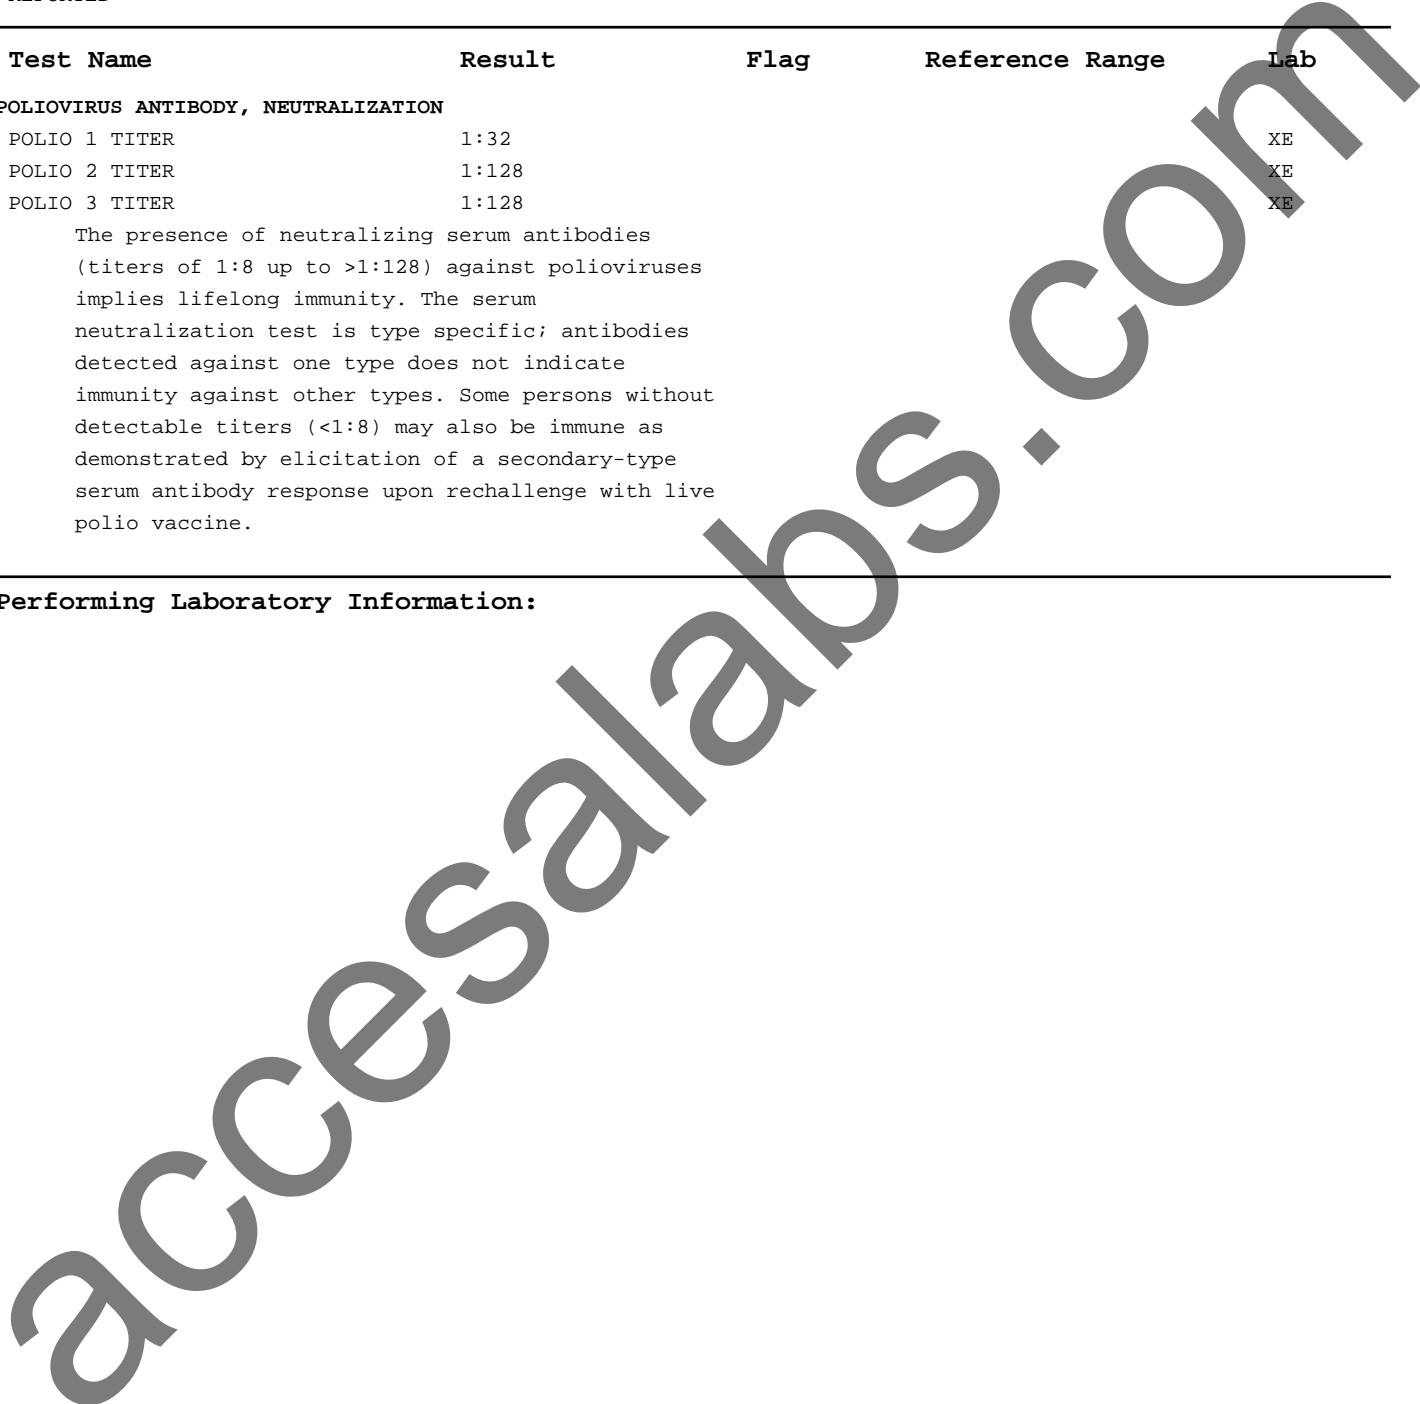 Test Name Result Flag Reference Range Lab
POLIOVIRUS ANTIBODY, NEUTRALIZATION
POLIO 1 TITER 1:32 XE
POLIO 2 TITER 1:128 XE
POLIO 3 TITER 1:128 XE
The presence of neutralizing serum antibodies
(titers of 1:8 up to >1:128) against polioviruses
implies lifelong immunity. The serum
neutralization test is type specific; antibodies
detected against one type does not indicate
immunity against other types. Some persons without
detectable titers (<1:8) may also be immune as
demonstrated by elicitation of a secondary-type
serum antibody response upon rechallenge with live
polio vaccine.
Performing Laboratory Information:
accesalabs.com